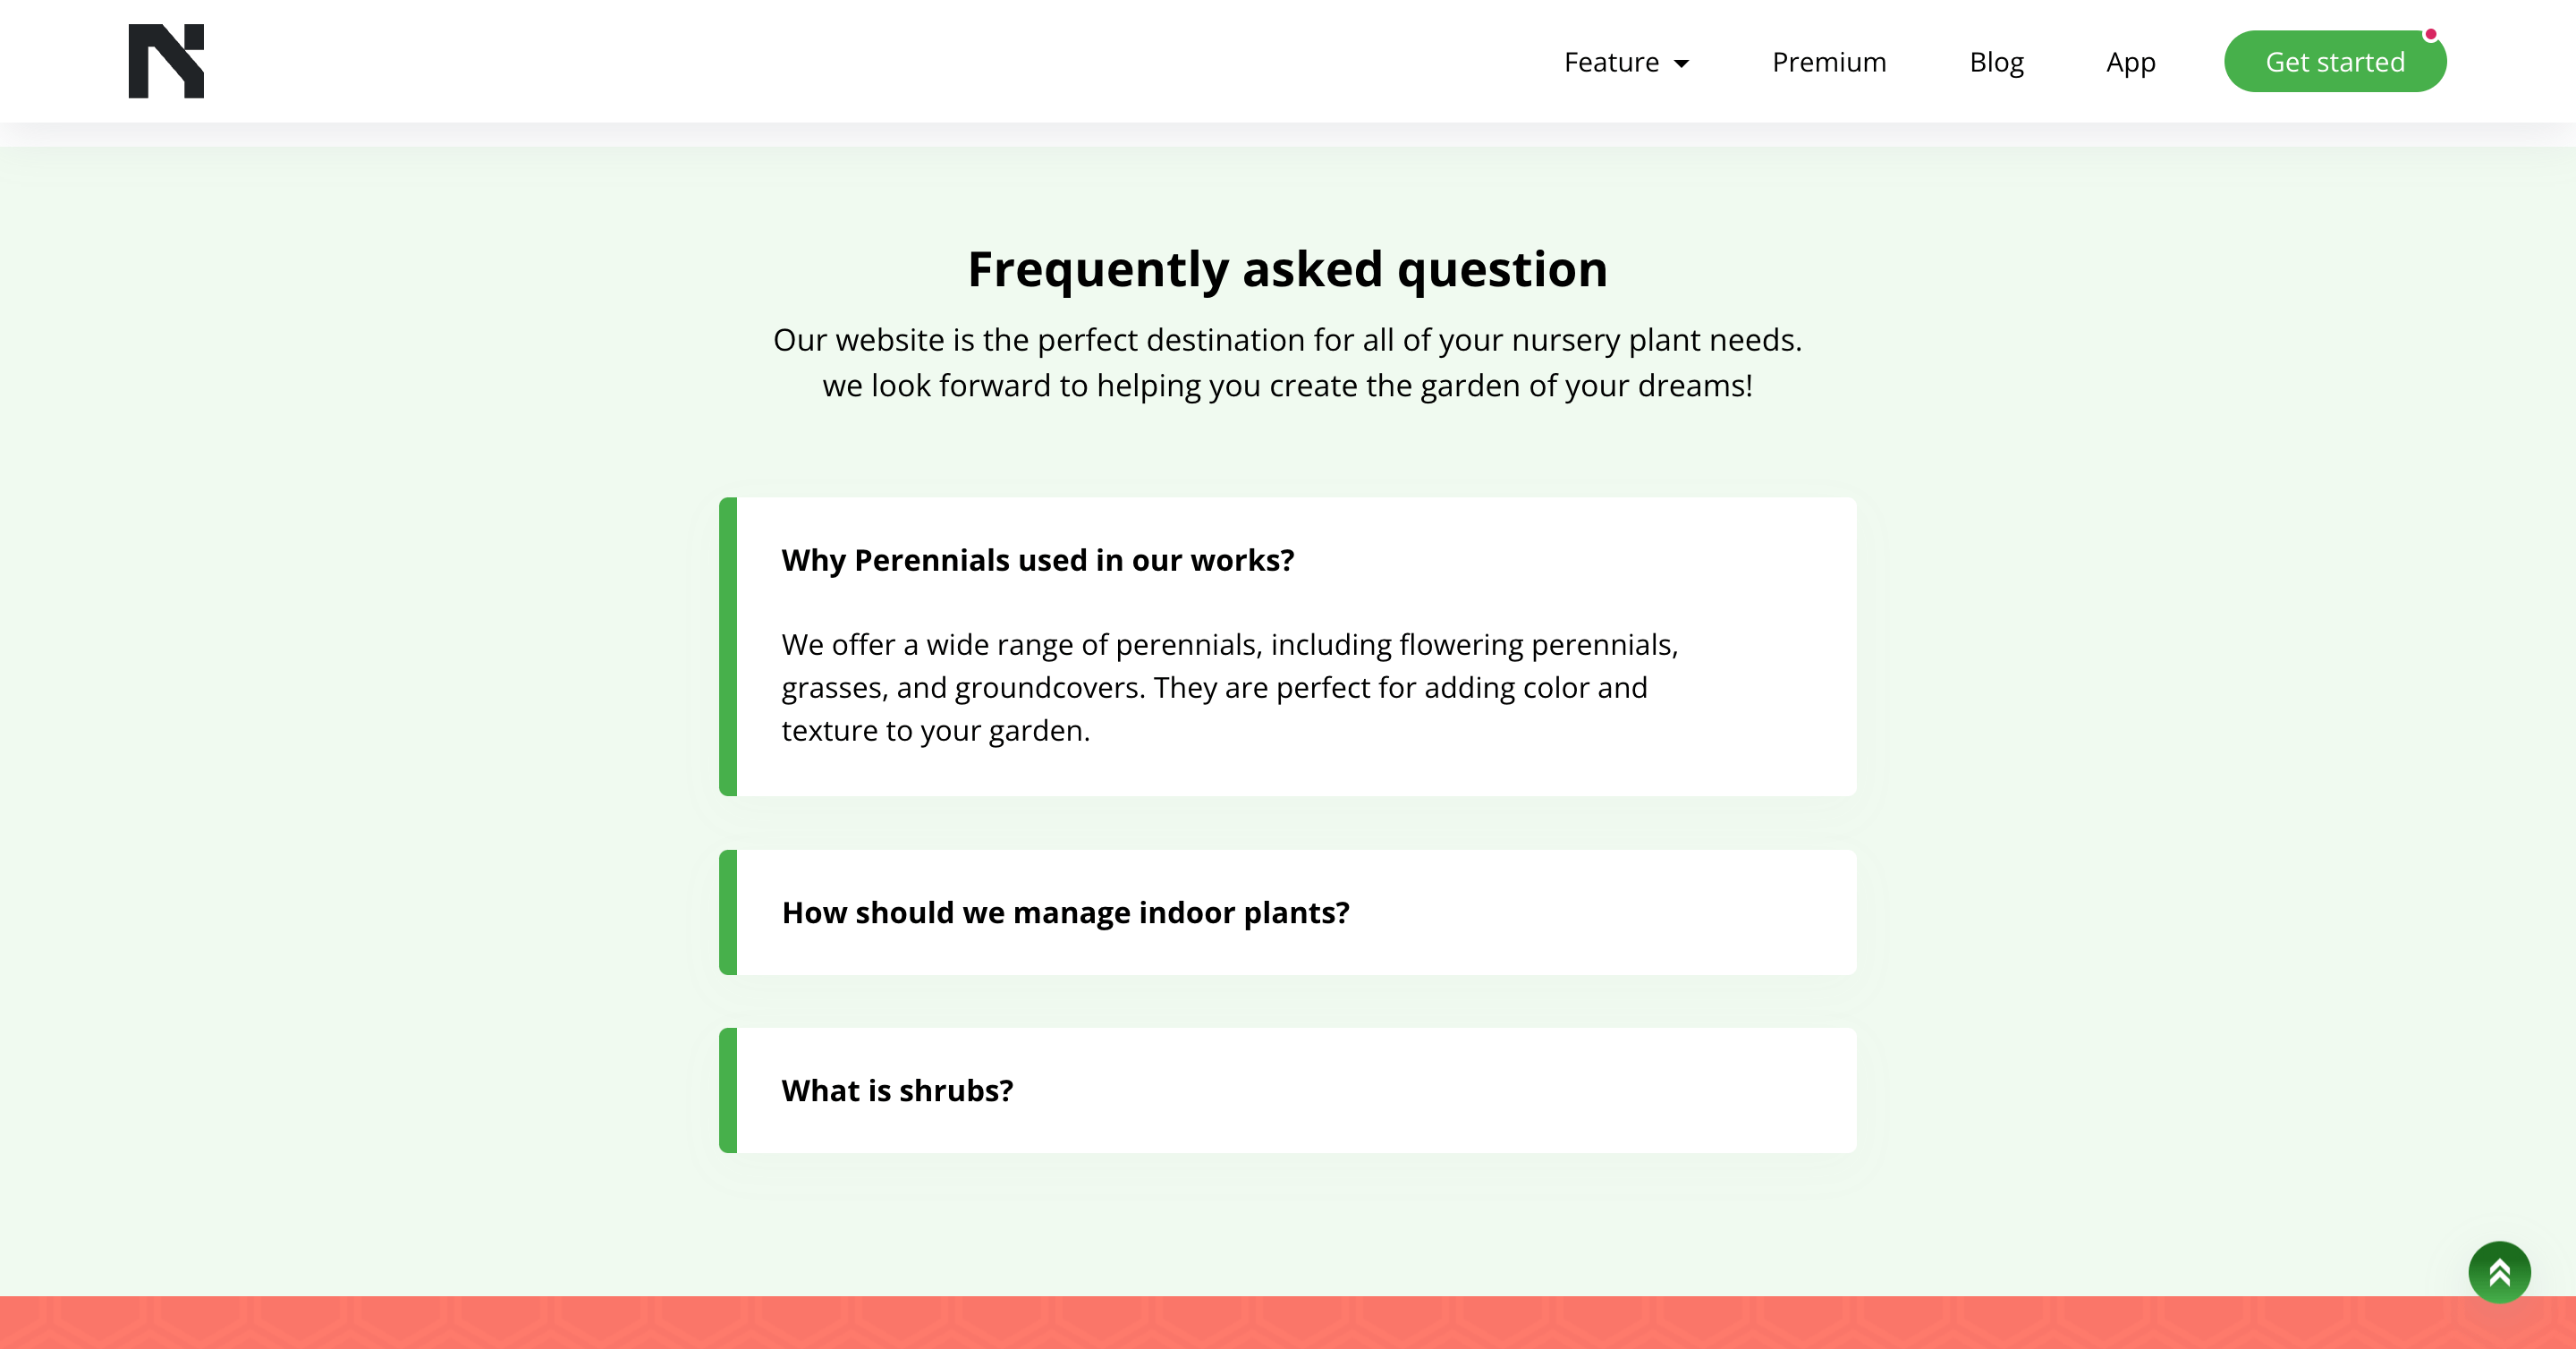 Feature
Premium
Blog
App
Get started
Frequently asked question
Our website is the perfect destination for all of your nursery plant needs.
we look forward to helping you create the garden of your dreams!
Why Perennials used in our works?
We offer a wide range of perennials, including flowering perennials,
grasses, and groundcovers. They are perfect for adding color and
texture to your garden.
How should we manage indoor plants?
What is shrubs?